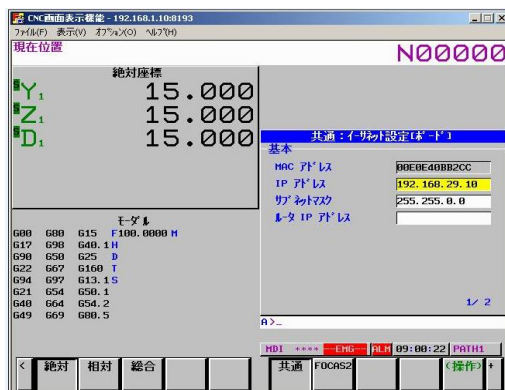 CNC画面表示機能 - 192.168.1.10:8193
ファイル(F) 表示(V) オプション(O) ヘルプ(H)
現在位置
N00000
絶対座標
S Y1 15.000
S Z1 15.000
S D1 15.000
モーダル
G00 G80 G15 F100.0000 M
G17 G98 G40.1 H
G90 G50 G25 D
G22 G67 G160 T
G94 G97 G13.1 S
G21 G54 G50.1
G40 G64 G54.2
G49 G69 G80.5
共通:イーサネット設定[ボード]
基本
MAC アドレス 00E0E40BB2CC
IP アドレス 192.168.29.10
サブネットマスク 255.255.0.0
ルータ IP アドレス
1/ 2
A>_
MDI **** --EMG-- ALM 09:00:22 PATH1
< 絶対 相対 総合 共通 FOCAS2 (操作) +